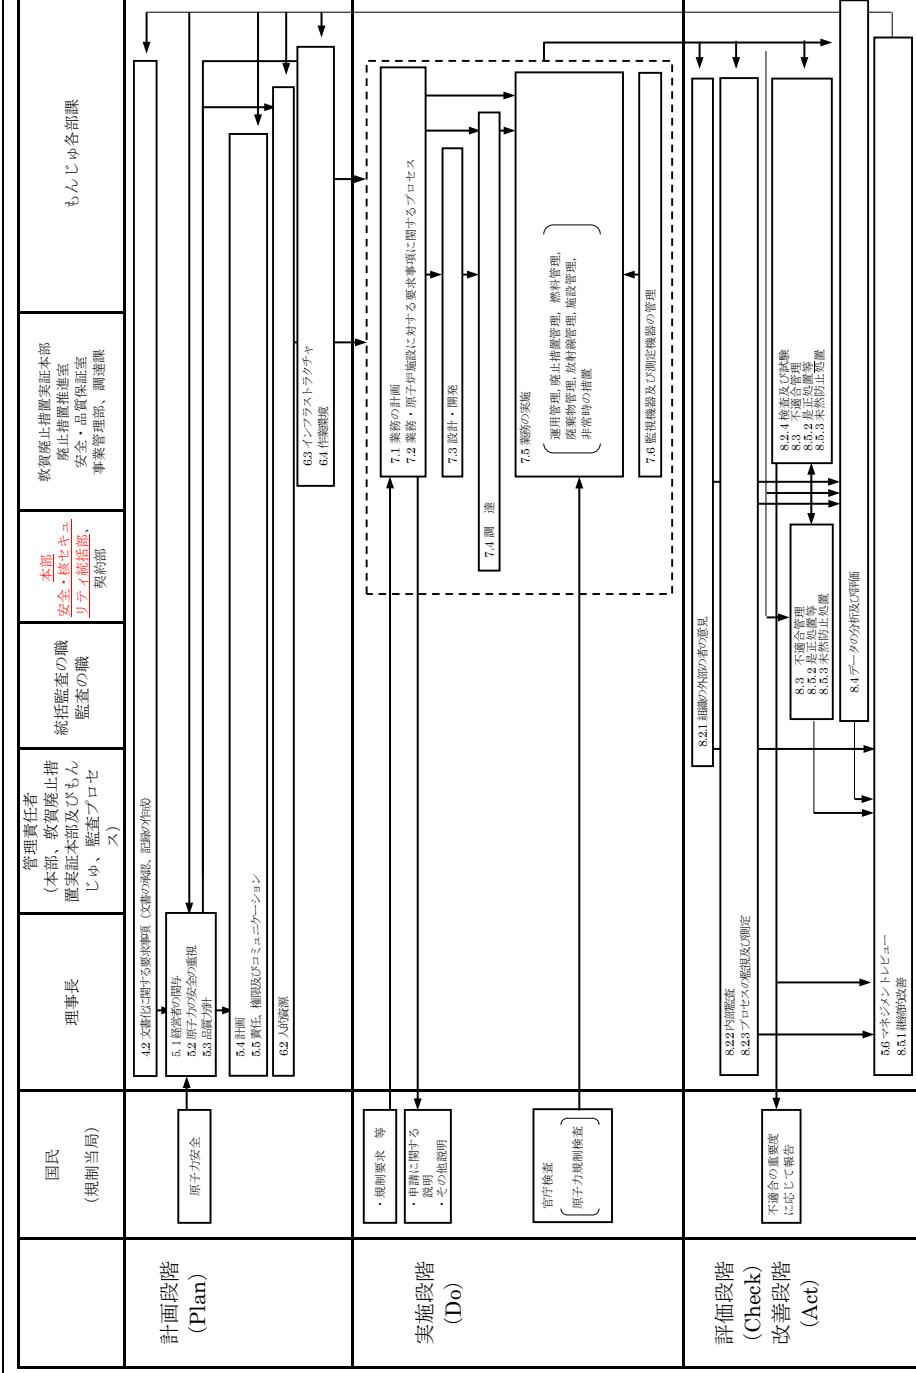 国民
(規制当局)
理事長
管理責任者
(本部、敦賀廃止措
置実証本部及びもん
じゅ、監査プロセ
ス)
統括監査の職
監査の職
本部
安全・核セキュ
リティ統括部、
契約部
敦賀廃止措置実証本部
廃止措置推進室
安全・品質保証室
事業管理部、調達課
もんじゅ各部課
計画段階
(Plan)
原子力安全
4.2 文書化に関する要求事項 (文書の承認、記録の作成)
5.1 経営者の関与
5.2 原子力の安全の重視
5.3 品質方針
5.4 計画
5.5 責任、権限及びコミュニケーション
6.2 人的資源
6.3 インフラストラクチャ
6.4 作業環境
実施段階
(Do)
・規制要求 等
・申請に関する
説明
・その他説明
官庁検査
原子力規制検査
7.1 業務の計画
7.2 業務・原子炉施設に対する要求事項に関するプロセス
7.3 設計・開発
7.4 調 達
7.5 業務の実施
運用管理, 廃止措置管理, 燃料管理,
廃棄物管理, 放射線管理, 施設管理,
非常時の措置
7.6 監視機器及び測定機器の管理
評価段階
(Check)
改善段階
(Act)
不適合の重要度
に応じて報告
8.2.1 組織の外部の者の意見
8.2.2 内部監査
8.2.3 プロセスの監視及び測定
8.2.4 検査及び試験
8.3 不適合管理
8.5.2 是正処置等
8.5.3 未然防止処置
8.3 不適合管理
8.5.2 是正処置等
8.5.3 未然防止処置
8.4 データの分析及び評価
5.6 マネジメントレビュー
8.5.1 継続的改善